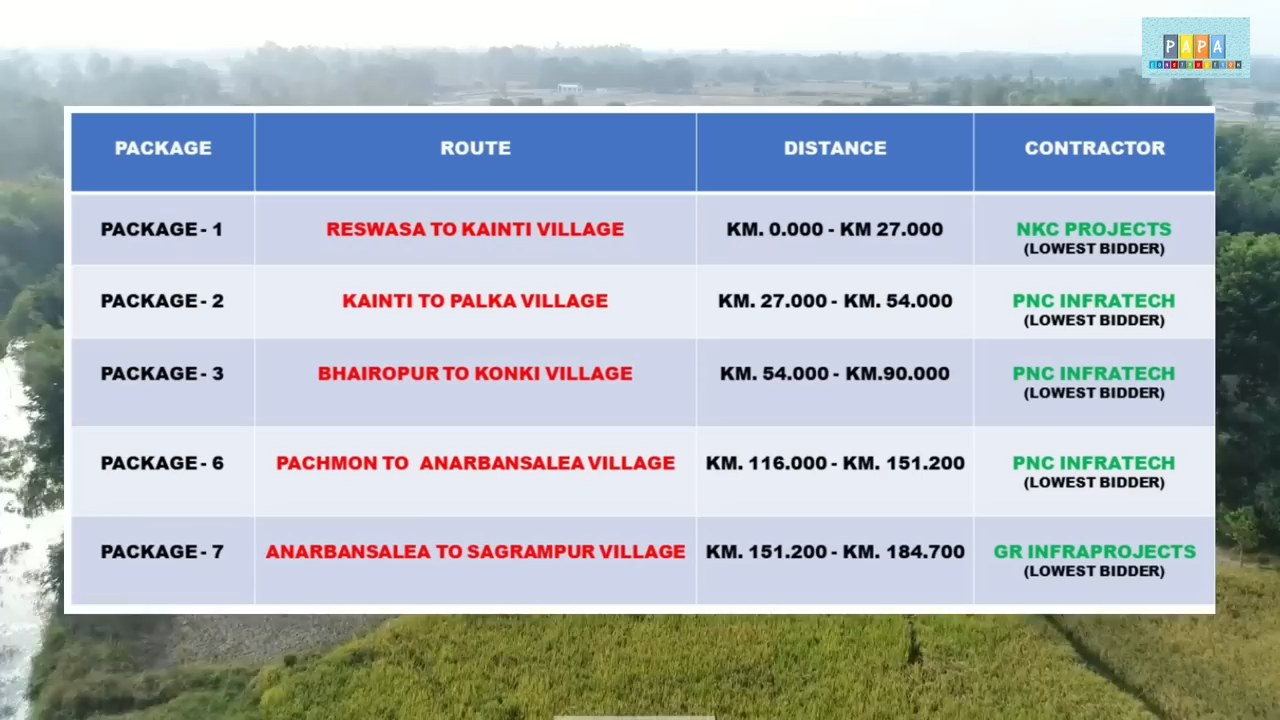 PAPA
CONSTRUCTION
PACKAGE ROUTE DISTANCE CONTRACTOR
PACKAGE - 1 RESWASA TO KAINTI VILLAGE KM. 0.000 - KM 27.000 NKC PROJECTS
(LOWEST BIDDER)
PACKAGE - 2 KAINTI TO PALKA VILLAGE KM. 27.000 - KM. 54.000 PNC INFRATECH
(LOWEST BIDDER)
PACKAGE - 3 BHAIROPUR TO KONKI VILLAGE KM. 54.000 - KM.90.000 PNC INFRATECH
(LOWEST BIDDER)
PACKAGE - 6 PACHMON TO ANARBANSALEA VILLAGE KM. 116.000 - KM. 151.200 PNC INFRATECH
(LOWEST BIDDER)
PACKAGE - 7 ANARBANSALEA TO SAGRAMPUR VILLAGE KM. 151.200 - KM. 184.700 GR INFRAPROJECTS
(LOWEST BIDDER)